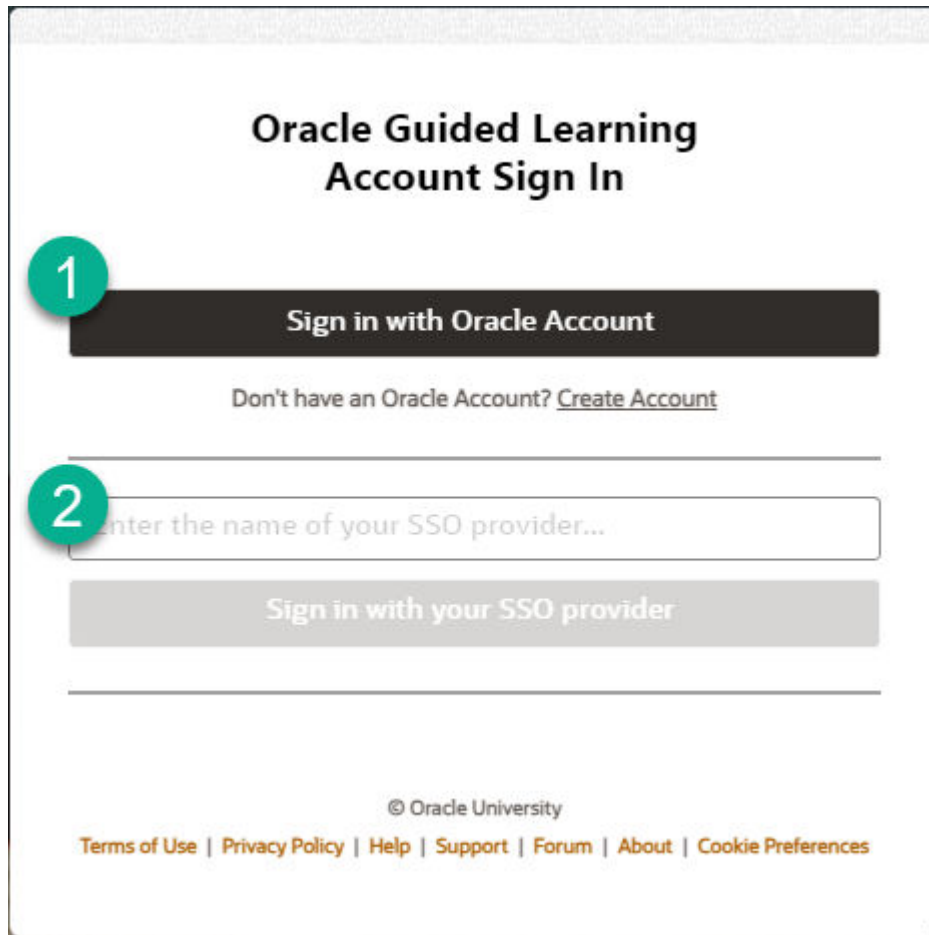 Oracle Guided Learning
Account Sign In
1
Sign in with Oracle Account
Don't have an Oracle Account? Create Account
2
Enter the name of your SSO provider...
Sign in with your SSO provider
© Oracle University
Terms of Use | Privacy Policy | Help | Support | Forum | About | Cookie Preferences